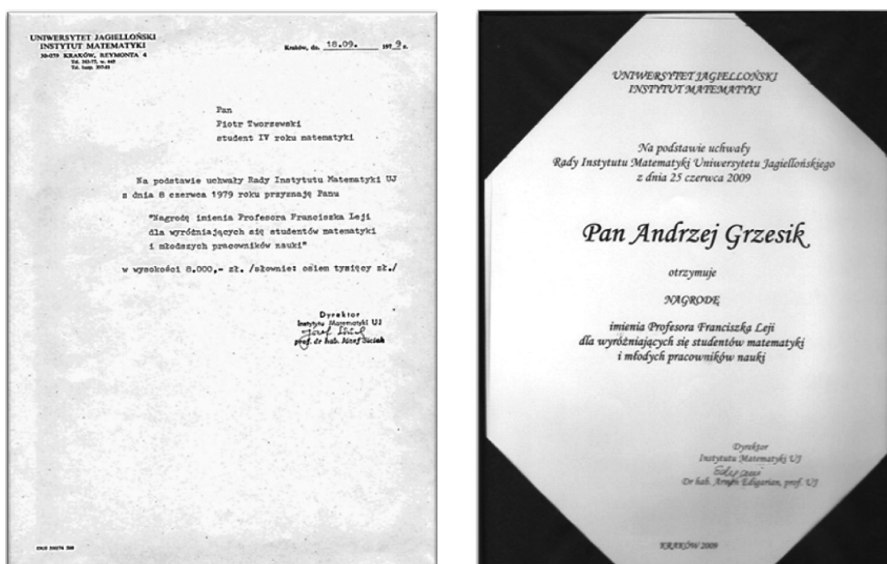 UNIWERSYTET JAGIELLOŃSKI
INSTYTUT MATEMATYKI
30-059 KRAKÓW, REYMONTA 4
Kraków, dn. 18.09. 1979 r.
Pan
Piotr Tworzewski
student IV roku matematyki
Na podstawie uchwały Rady Instytutu Matematyki UJ
z dnia 8 czerwca 1979 roku przyznaję Panu
"Nagrodę imienia Profesora Franciszka Leji
dla wyróżniających się studentów matematyki
i młodszych pracowników nauki"
w wysokości 8.000,- zł. /słownie: osiem tysięcy zł./
Dyrektor
Instytutu Matematyki UJ
prof. dr hab. Józef Siciak
UNIWERSYTET JAGIELLOŃSKI
INSTYTUT MATEMATYKI
Na podstawie uchwały
Rady Instytutu Matematyki Uniwersytetu Jagiellońskiego
z dnia 25 czerwca 2009
Pan Andrzej Grzesik
otrzymuje
NAGRODĘ
imienia Profesora Franciszka Leji
dla wyróżniających się studentów matematyki
i młodych pracowników nauki
Dyrektor
Instytutu Matematyki UJ
Dr hab. Armen Edigarian, prof. UJ
KRAKÓW 2009